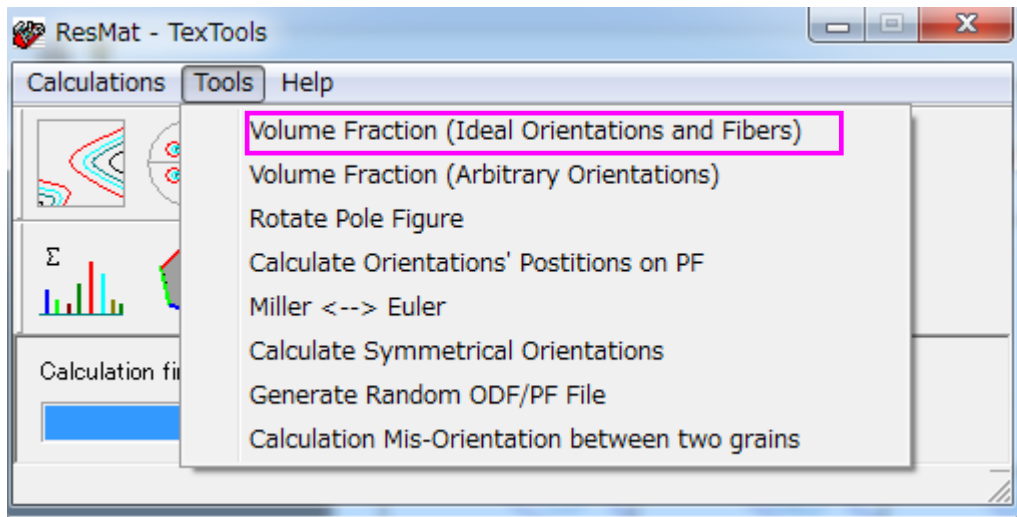 ResMat - TexTools
Calculations Tools Help
Volume Fraction (Ideal Orientations and Fibers)
Volume Fraction (Arbitrary Orientations)
Rotate Pole Figure
Calculate Orientations' Postitions on PF
Miller <--> Euler
Calculate Symmetrical Orientations
Generate Random ODF/PF File
Calculation Mis-Orientation between two grains
Σ
Calculation fi